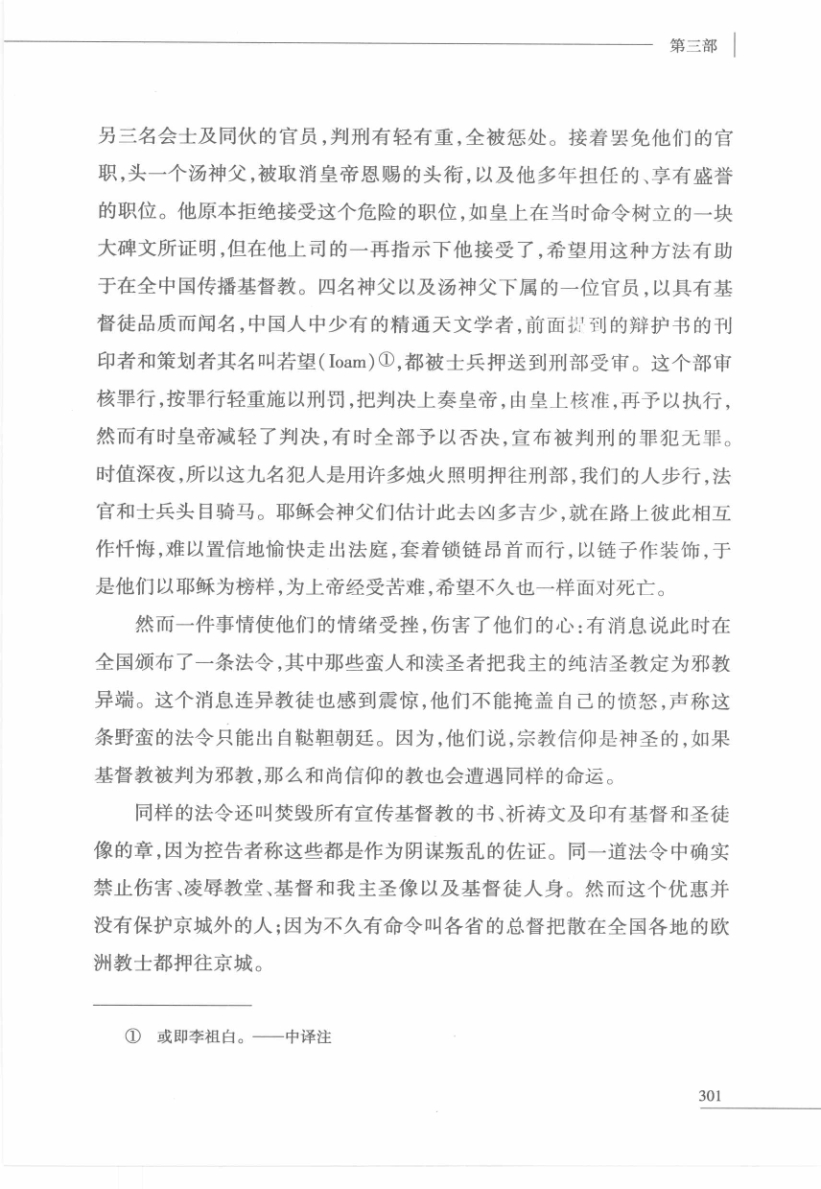 第三部
另三名会士及同伙的官员,判刑有轻有重,全被惩处。接着罢免他们的官
职,头一个汤神父,被取消皇帝恩赐的头衔,以及他多年担任的、享有盛誉
的职位。他原本拒绝接受这个危险的职位,如皇上在当时命令树立的一块
大碑文所证明,但在他上司的一再指示下他接受了,希望用这种方法有助
于在全中国传播基督教。四名神父以及汤神父下属的一位官员,以具有基
督徒品质而闻名,中国人中少有的精通天文学者,前面提到的辩护书的刊
印者和策划者其名叫若望(Ioam)①,都被士兵押送到刑部受审。这个部审
核罪行,按罪行轻重施以刑罚,把判决上奏皇帝,由皇上核准,再予以执行,
然而有时皇帝减轻了判决,有时全部予以否决,宣布被判刑的罪犯无罪。
时值深夜,所以这九名犯人是用许多烛火照明押往刑部,我们的人步行,法
官和士兵头目骑马。耶稣会神父们估计此去凶多吉少,就在路上彼此相互
作忏悔,难以置信地愉快走出法庭,套着锁链昂首而行,以链子作装饰,于
是他们以耶稣为榜样,为上帝经受苦难,希望不久也一样面对死亡。
然而一件事情使他们的情绪受挫,伤害了他们的心:有消息说此时在
全国颁布了一条法令,其中那些蛮人和渎圣者把我主的纯洁圣教定为邪教
异端。这个消息连异教徒也感到震惊,他们不能掩盖自己的愤怒,声称这
条野蛮的法令只能出自鞑靼朝廷。因为,他们说,宗教信仰是神圣的,如果
基督教被判为邪教,那么和尚信仰的教也会遭遇同样的命运。
同样的法令还叫焚毁所有宣传基督教的书、祈祷文及印有基督和圣徒
像的章,因为控告者称这些都是作为阴谋叛乱的佐证。同一道法令中确实
禁止伤害、凌辱教堂、基督和我主圣像以及基督徒人身。然而这个优惠并
没有保护京城外的人;因为不久有命令叫各省的总督把散在全国各地的欧
洲教士都押往京城。
① 或即李祖白。——中译注
301